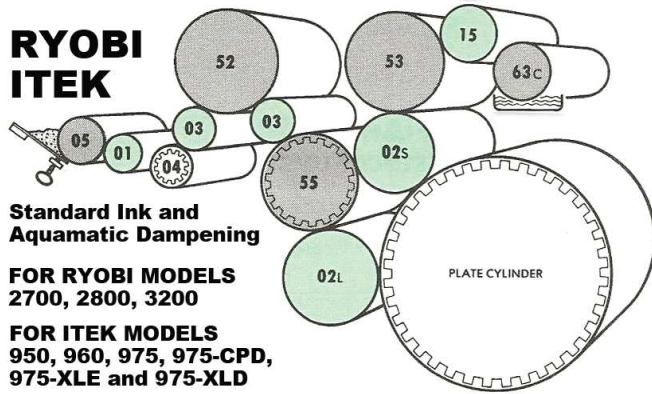 RYOBI
ITEK
52
53
15
63C
05
01
03
03
04
02S
55
02L
PLATE CYLINDER
Standard Ink and
Aquamatic Dampening
FOR RYOBI MODELS
2700, 2800, 3200
FOR ITEK MODELS
950, 960, 975, 975-CPD,
975-XLE and 975-XLD